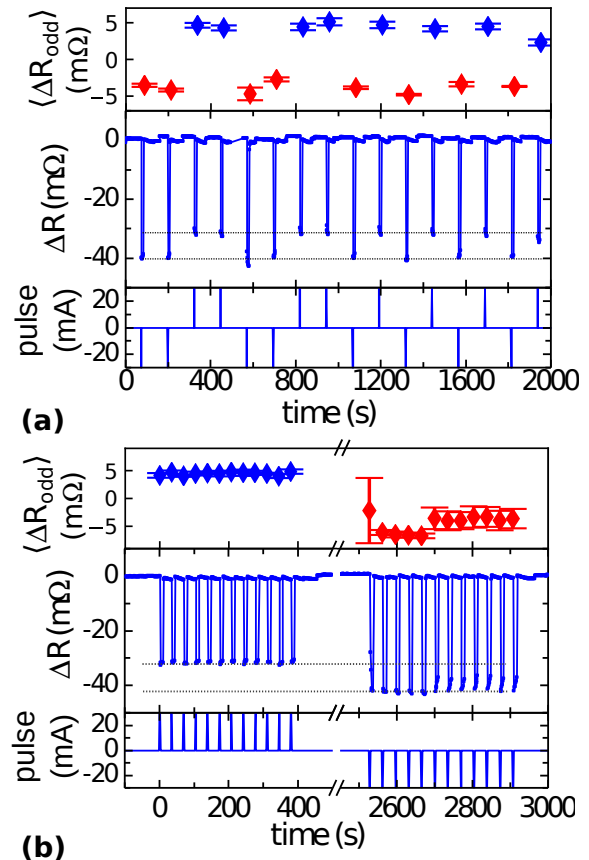 ⟨ΔR_odd⟩
(mΩ)
5
0
-5
ΔR (mΩ)
0
-20
-40
pulse
(mA)
20
0
-20
0 400 800 1200 1600 2000
time (s)
(a)
⟨ΔR_odd⟩
(mΩ)
5
0
-5
ΔR (mΩ)
0
-20
-40
pulse
(mA)
20
0
-20
0 200 400 2600 2800 3000
time (s) time (s)
(b)